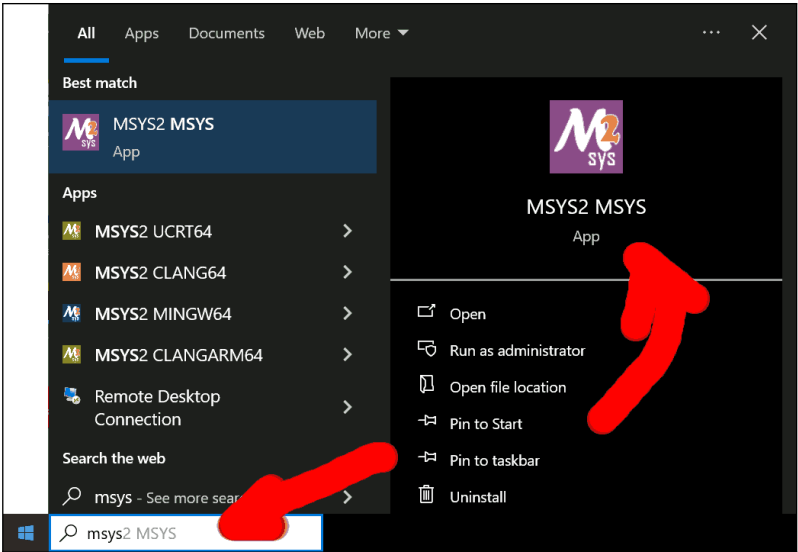 All Apps Documents Web More ...
Best match
MSYS2 MSYS
App
Apps
MSYS2 UCRT64
MSYS2 CLANG64
MSYS2 MINGW64
MSYS2 CLANGARM64
Remote Desktop
Connection
Search the web
msys - See more sear
msys2 MSYS
M2
sys
MSYS2 MSYS
App
Open
Run as administrator
Open file location
Pin to Start
Pin to taskbar
Uninstall